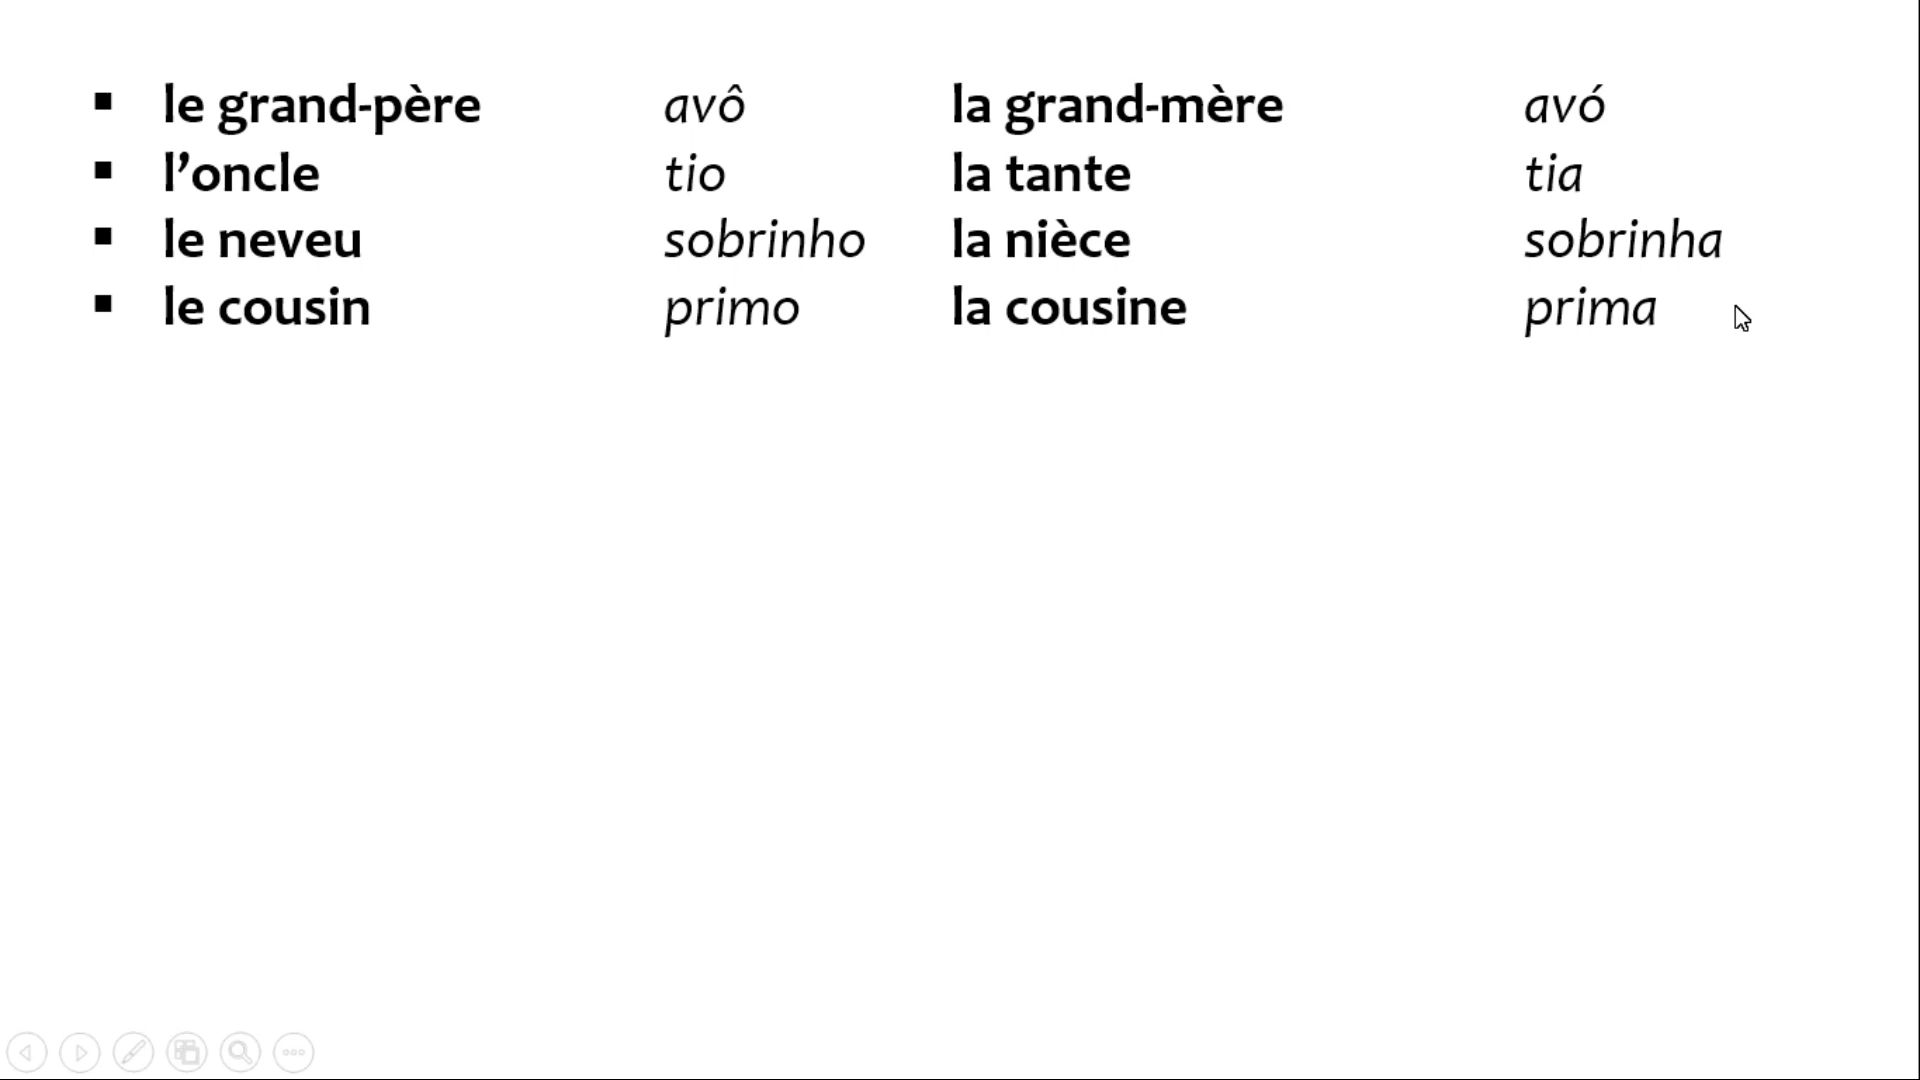 ▪ le grand-père avô la grand-mère avó
▪ l’oncle tio la tante tia
▪ le neveu sobrinho la nièce sobrinha
▪ le cousin primo la cousine prima